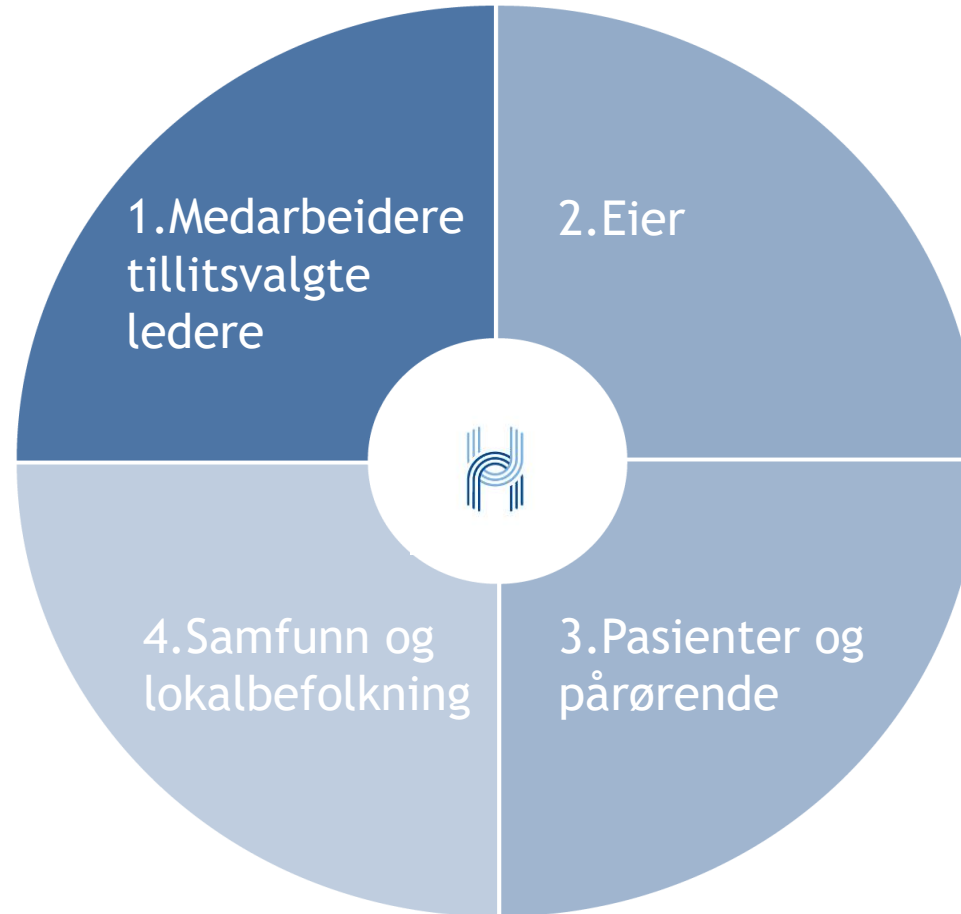 1.Medarbeidere
tillitsvalgte
ledere
2.Eier
3.Pasienter og
pårørende
4.Samfunn og
lokalbefolkning